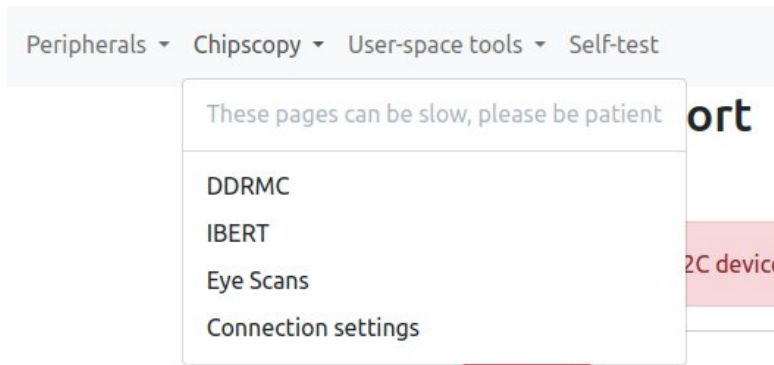 Peripherals Chipscopy User-space tools Self-test
These pages can be slow, please be patient
ort
DDRMC
IBERT
Eye Scans
2C device
Connection settings